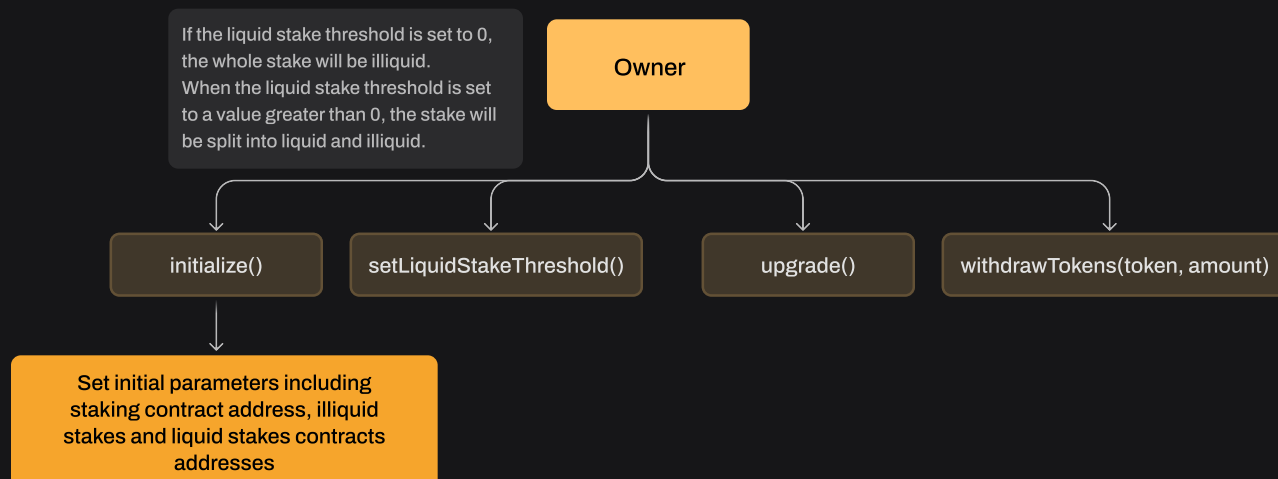 If the liquid stake threshold is set to 0,
the whole stake will be illiquid.
When the liquid stake threshold is set
to a value greater than 0, the stake will
be split into liquid and illiquid.
Owner
initialize()
setLiquidStakeThreshold()
upgrade()
withdrawTokens(token, amount)
Set initial parameters including
staking contract address, illiquid
stakes and liquid stakes contracts
addresses